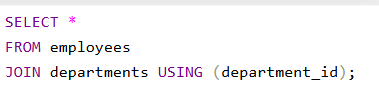 SELECT *
FROM employees
JOIN departments USING (department_id);